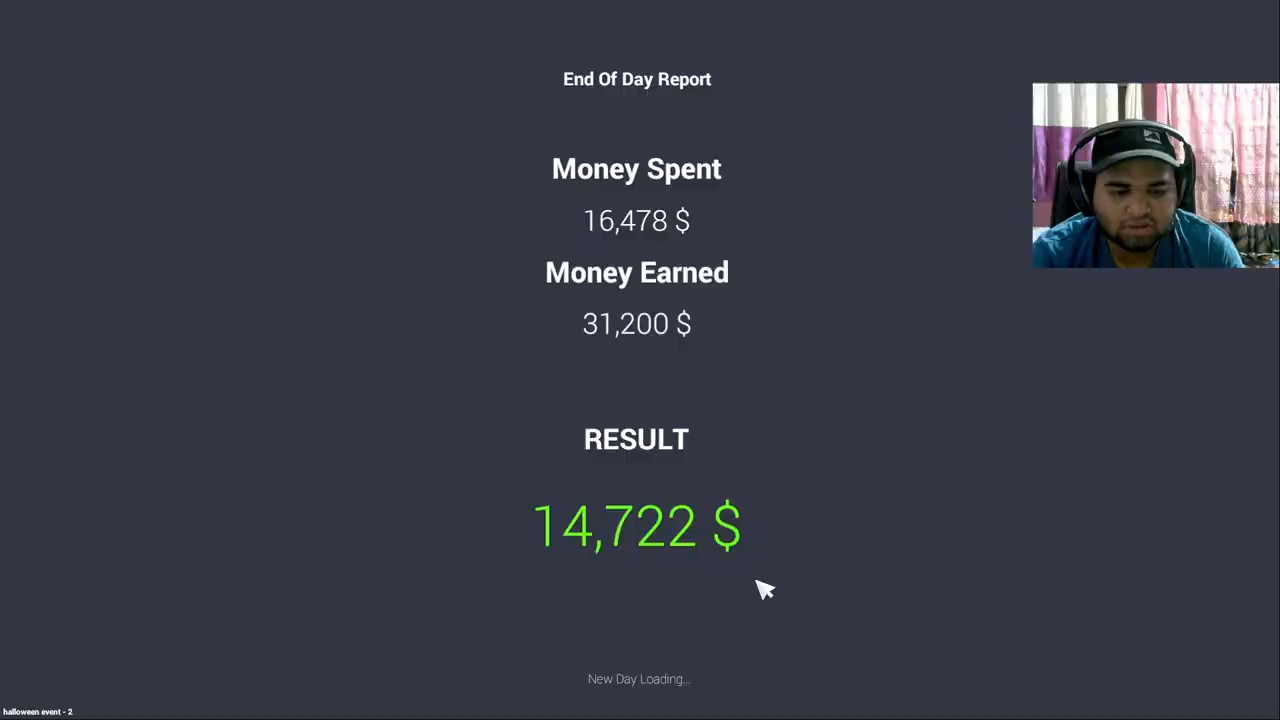 End Of Day Report
Money Spent
16,478 $
Money Earned
31,200 $
RESULT
14,722 $
New Day Loading...
halloween event - 2